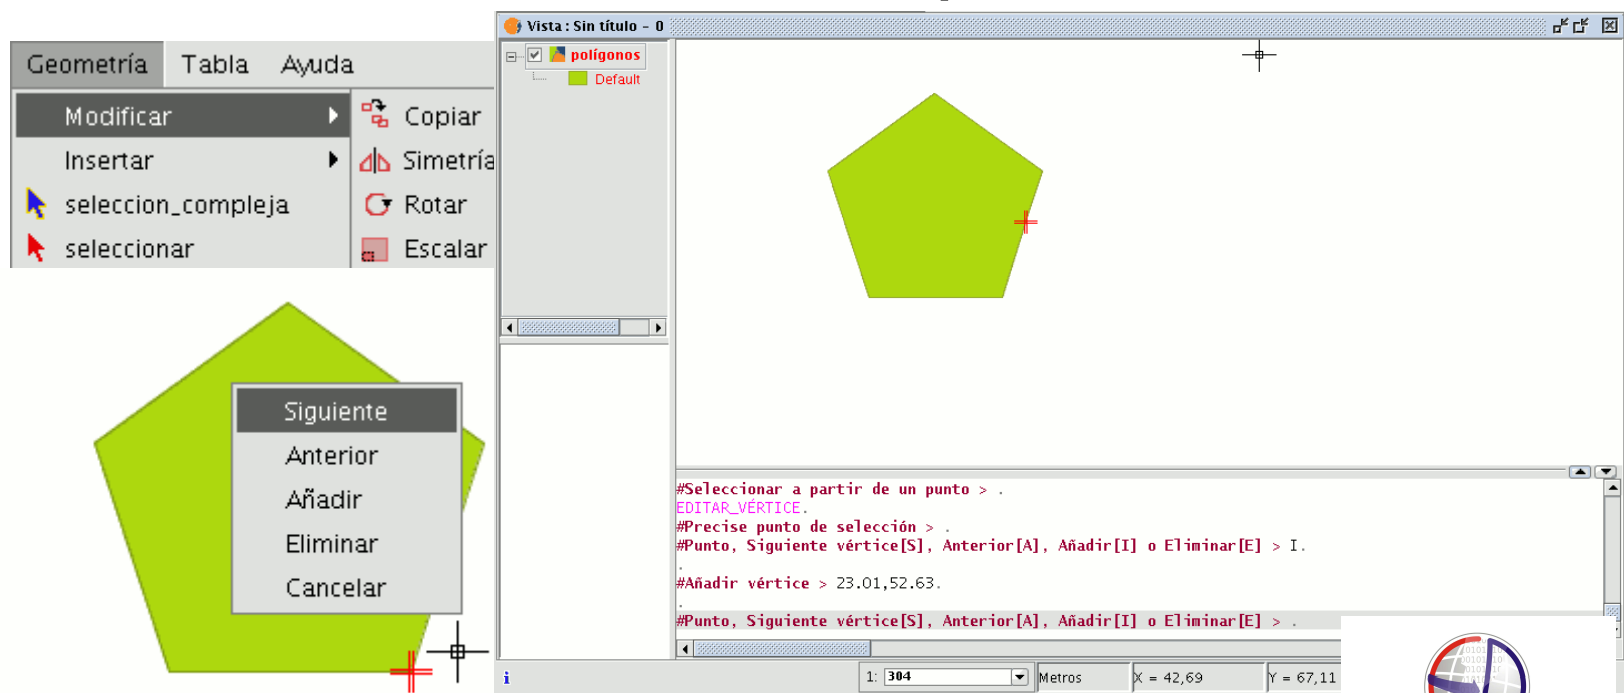 Geometría Tabla Ayuda
Modificar
Insertar
seleccion_compleja
seleccionar
Copiar
Simetría
Rotar
Escalar
Siguiente
Anterior
Añadir
Eliminar
Cancelar
Vista : Sin título - 0
polígonos
Default
#Seleccionar a partir de un punto > .
EDITAR_VÉRTICE.
#Precise punto de selección > .
#Punto, Siguiente vértice[S], Anterior[A], Añadir[I] o Eliminar[E] > I.
.
#Añadir vértice > 23.01,52.63.
.
#Punto, Siguiente vértice[S], Anterior[A], Añadir[I] o Eliminar[E] > .
1: 304 Metros X = 42,69 Y = 67,11